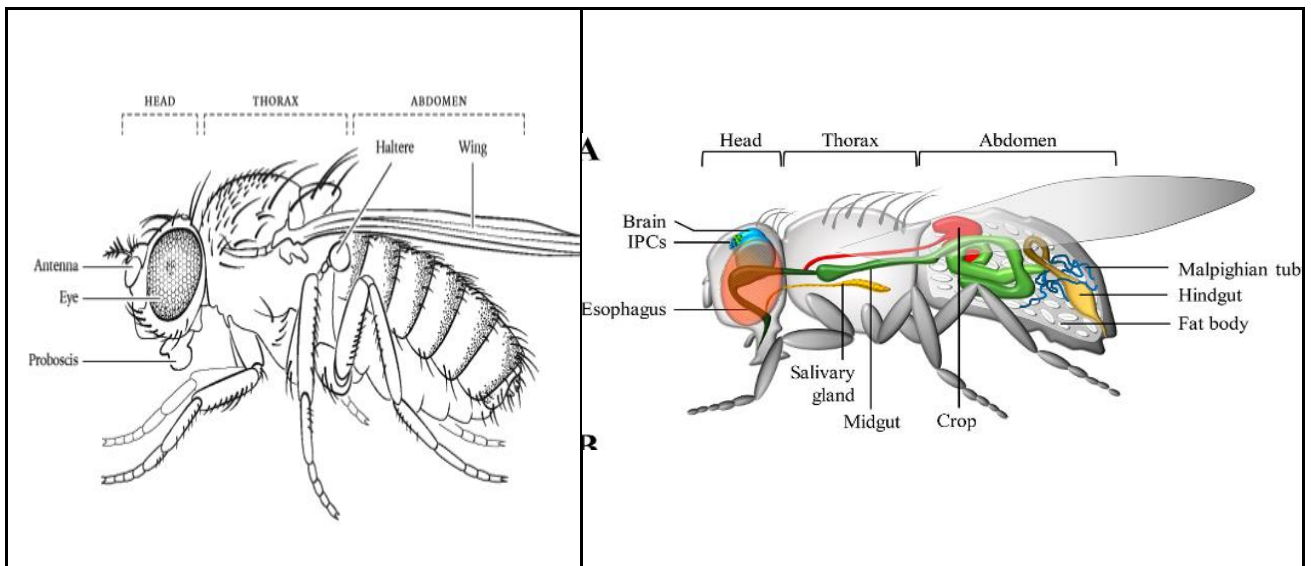 HEAD THORAX ABDOMEN
Haltere Wing
Antenna
Eye
Proboscis
A
Head Thorax Abdomen
Brain
IPCs
Esophagus
Malpighian tub
Hindgut
Fat body
Salivary
gland
Midgut
Crop
B